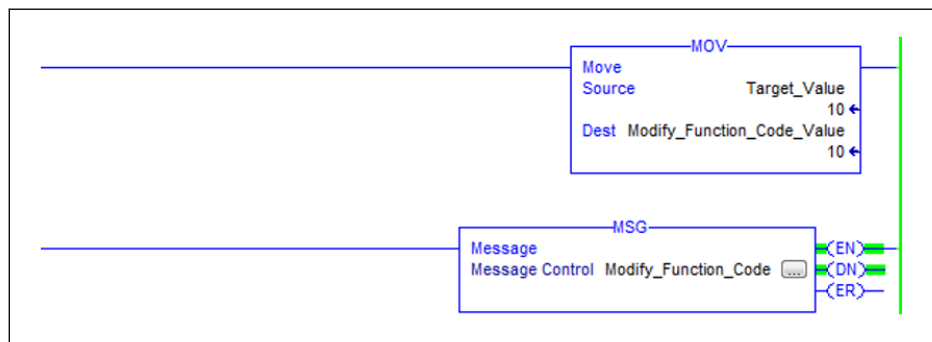 MOV
Move
Source Target_Value
10
Dest Modify_Function_Code_Value
10
MSG
Message
Message Control Modify_Function_Code ...
EN
DN
ER